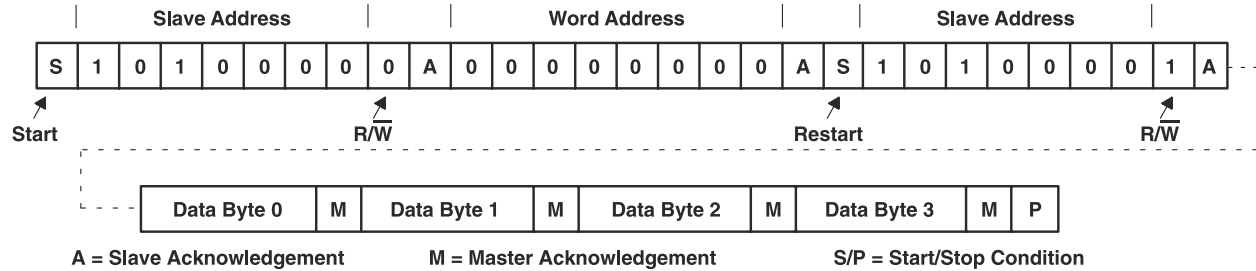 Slave Address Word Address Slave Address
S 1 0 1 0 0 0 0 0 A 0 0 0 0 0 0 0 0 A S 1 0 1 0 0 0 0 1 A
Start R/W̅ Restart R/W̅
Data Byte 0 M Data Byte 1 M Data Byte 2 M Data Byte 3 M P
A = Slave Acknowledgement M = Master Acknowledgement S/P = Start/Stop Condition